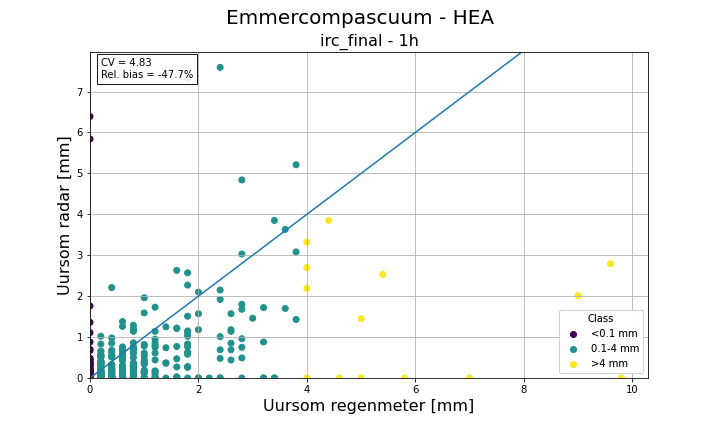 Emmercompascuum - HEA
irc_final - 1h
CV = 4.83
Rel. bias = -47.7%
7
6
5
4
3
2
1
0
Uursom radar [mm]
0 2 4 6 8 10
Uursom regenmeter [mm]
Class
<0.1 mm
0.1-4 mm
>4 mm